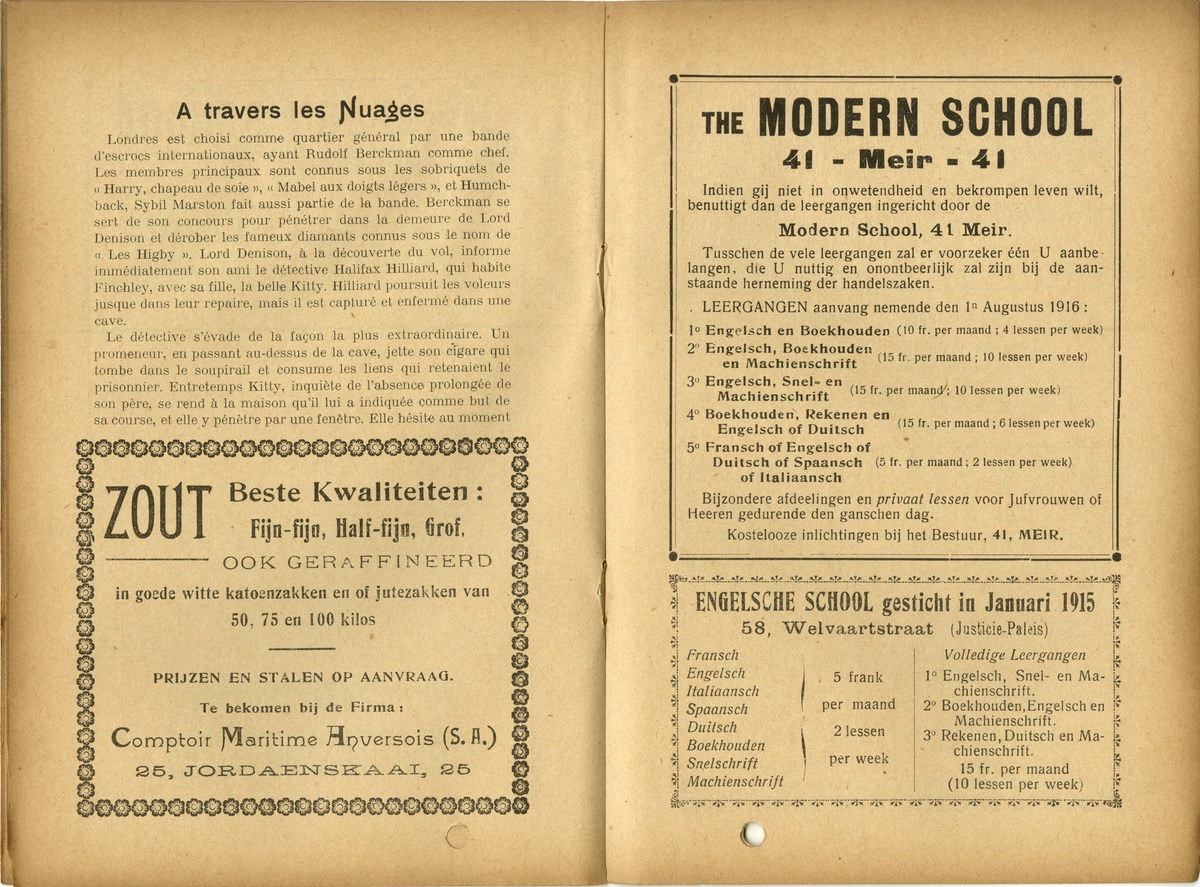 A travers les Nuages
Londres est choisi comme quartier général par une bande
d'escrocs internationaux, ayant Rudolf Berckman comme chef.
Les membres principaux sont connus sous les sobriquets de
« Harry, chapeau de soie », « Mabel aux doigts légers », et Humch-
back, Sybil Marston fait aussi partie de la bande. Berckman se
sert de son concours pour pénétrer dans la demeure de Lord
Denison et dérober les fameux diamants connus sous le nom de
« Les Higby ». Lord Denison, à la découverte du vol, informe
immédiatement son ami le détective Halifax Hilliard, qui habite
Finchley, avec sa fille, la belle Kitty. Hilliard poursuit les voleurs
jusque dans leur repaire, mais il est capturé et enfermé dans une
cave.
Le détective s'évade de la façon la plus extraordinaire. Un
promeneur, en passant au-dessus de la cave, jette son cigare qui
tombe dans le soupirail et consume les liens qui retenaient le
prisonnier. Entretemps Kitty, inquiète de l'absence prolongée de
son père, se rend à la maison qu'il lui a indiquée comme but de
sa course, et elle y pénètre par une fenêtre. Elle hésite au moment
ZOUT Beste Kwaliteiten :
Fijn-fijn, Half-fijn, Grof,
OOK GERAFFINEERD
in goede witte katoenzakken en of jutezakken van
50, 75 en 100 kilos
PRIJZEN EN STALEN OP AANVRAAG.
Te bekomen bij de Firma :
Comptoir Maritime Anversois (S. A.)
25, JORDAENSKAAI, 25
THE MODERN SCHOOL
41 - Meir - 41
Indien gij niet in onwetendheid en bekrompen leven wilt,
benuttigt dan de leergangen ingericht door de
Modern School, 41 Meir.
Tusschen de vele leergangen zal er voorzeker één U aanbe-
langen, die U nuttig en onontbeerlijk zal zijn bij de aan-
staande herneming der handelszaken.
. LEERGANGEN aanvang nemende den 1n Augustus 1916 :
1o Engelsch en Boekhouden (10 fr. per maand ; 4 lessen per week)
2o Engelsch, Boekhouden
en Machienschrift (15 fr. per maand ; 10 lessen per week)
3o Engelsch, Snel- en
Machienschrift (15 fr. per maand ; 10 lessen per week)
4o Boekhouden, Rekenen en
Engelsch of Duitsch (15 fr. per maand ; 6 lessen per week)
5o Fransch of Engelsch of
Duitsch of Spaansch (5 fr. per maand ; 2 lessen per week)
of Italiaansch
Bijzondere afdeelingen en privaat lessen voor Jufvrouwen of
Heeren gedurende den ganschen dag.
Kostelooze inlichtingen bij het Bestuur, 41, MEIR.
ENGELSCHE SCHOOL gesticht in Januari 1915
58, Welvaartstraat (Justicie-Paleis)
Fransch
Engelsch
Italiaansch
Spaansch
Duitsch
Boekhouden
Snelschrift
Machienschrift
5 frank
per maand
2 lessen
per week
Volledige Leergangen
1o Engelsch, Snel- en Ma-
chienschrift.
2o Boekhouden, Engelsch en
Machienschrift.
3o Rekenen, Duitsch en Ma-
chienschrift.
15 fr. per maand
(10 lessen per week)